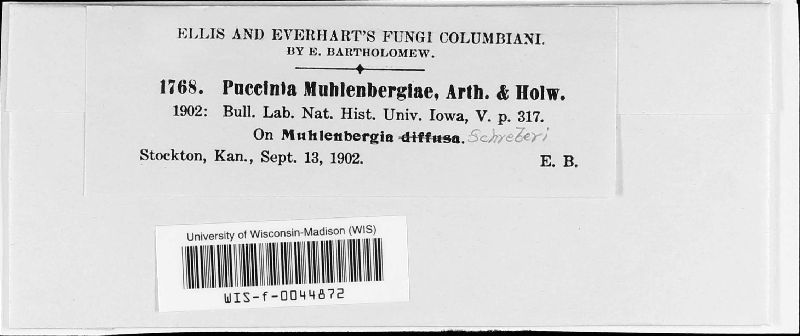 ELLIS AND EVERHART'S FUNGI COLUMBIANI.
BY E. BARTHOLOMEW.
1768. Puccinia Muhlenbergiae, Arth. & Holw.
1902: Bull. Lab. Nat. Hist. Univ. Iowa, V. p. 317.
On Muhlenbergia diffusa. Schreberi
Stockton, Kan., Sept. 13, 1902. E. B.
University of Wisconsin-Madison (WIS)
WIS-f-0044872